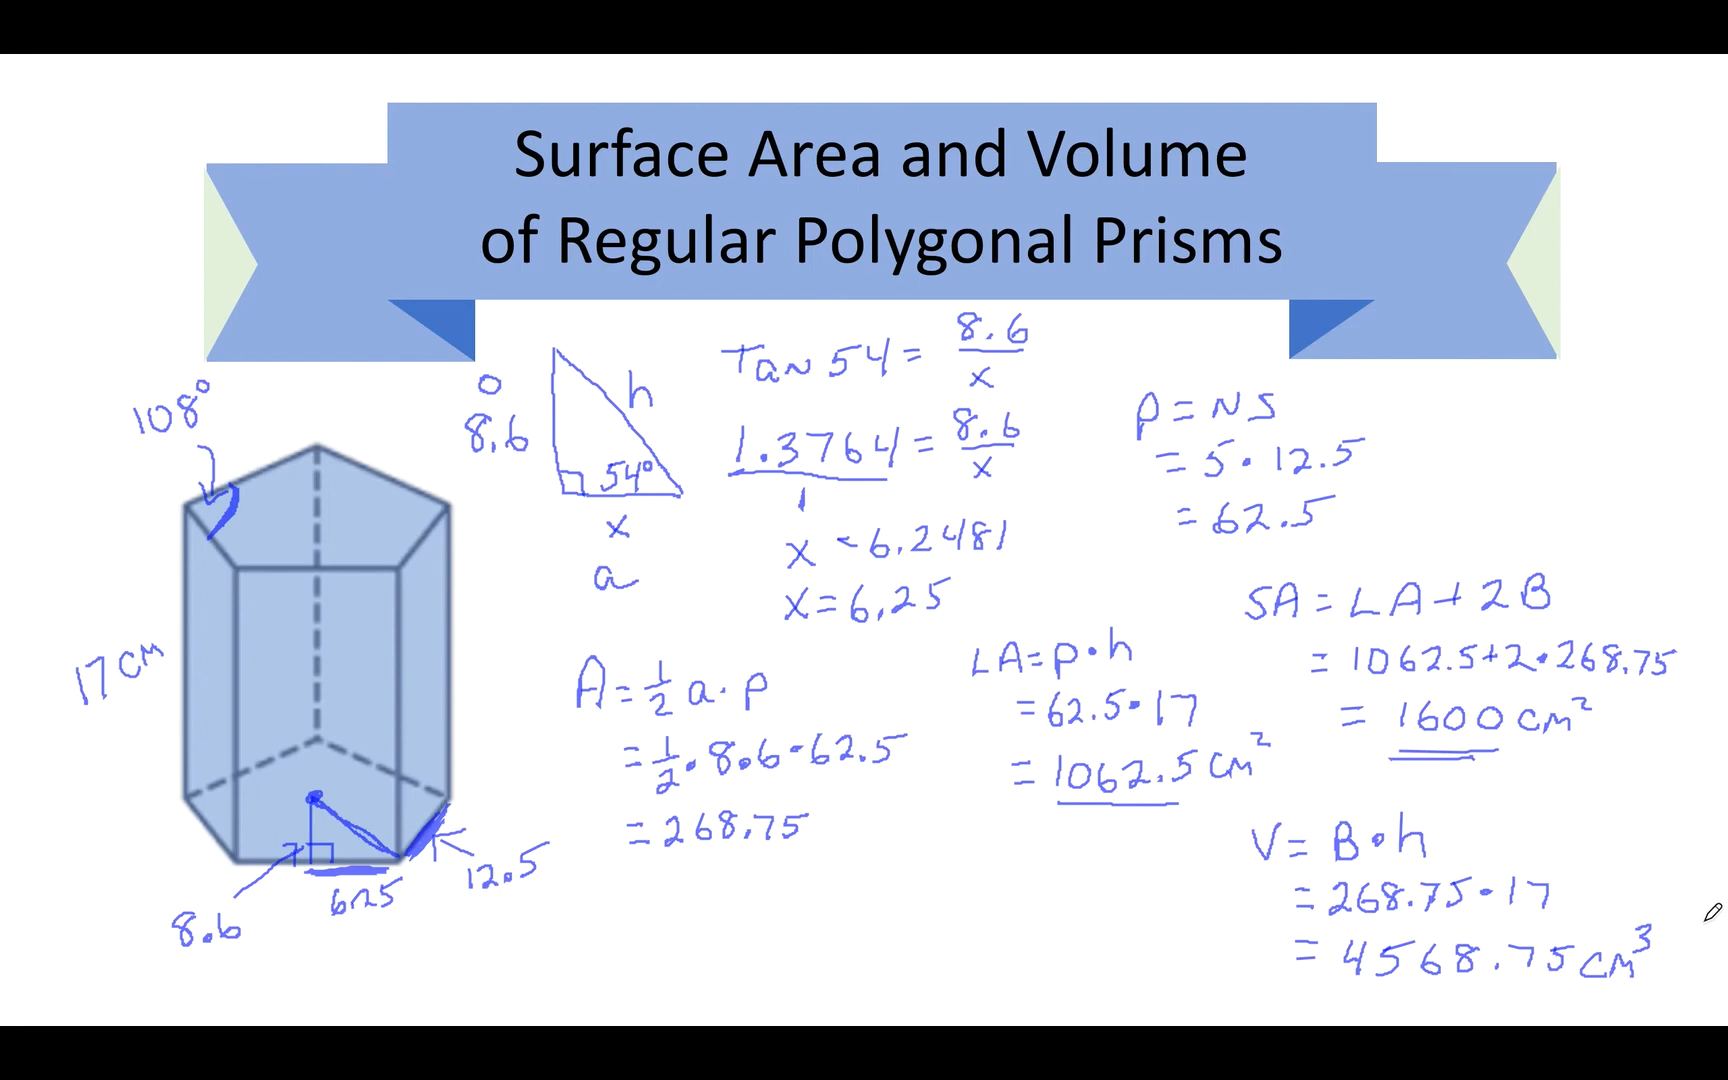 Surface Area and Volume
of Regular Polygonal Prisms
108°
17 cm
8.6
6.25
12.5
o
8.6
h
54°
x
a
Tan 54 = 8.6/x
1.3764 = 8.6/x
x = 6.2481
x = 6.25
A = 1/2 a · p
= 1/2 · 8.6 · 62.5
= 268.75
P = NS
= 5 · 12.5
= 62.5
LA = p · h
= 62.5 · 17
= 1062.5 cm²
SA = LA + 2B
= 1062.5 + 2 · 268.75
= 1600 cm²
V = B · h
= 268.75 · 17
= 4568.75 cm³